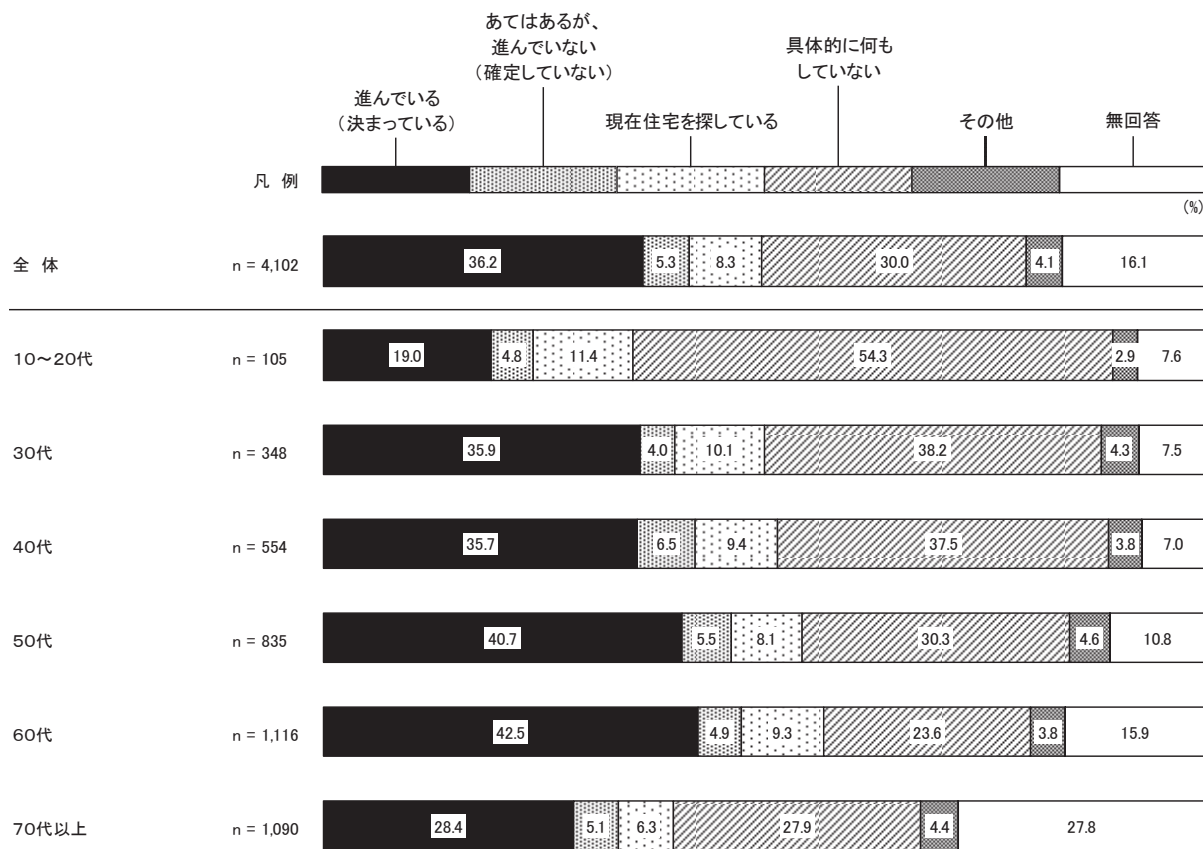 あてはあるが、
進んでいない
（確定していない）
具体的に何も
していない
進んでいる
（決まっている）
現在住宅を探している
その他
無回答
凡 例
(%)
全 体 n = 4,102 36.2 5.3 8.3 30.0 4.1 16.1
10～20代 n = 105 19.0 4.8 11.4 54.3 2.9 7.6
30代 n = 348 35.9 4.0 10.1 38.2 4.3 7.5
40代 n = 554 35.7 6.5 9.4 37.5 3.8 7.0
50代 n = 835 40.7 5.5 8.1 30.3 4.6 10.8
60代 n = 1,116 42.5 4.9 9.3 23.6 3.8 15.9
70代以上 n = 1,090 28.4 5.1 6.3 27.9 4.4 27.8